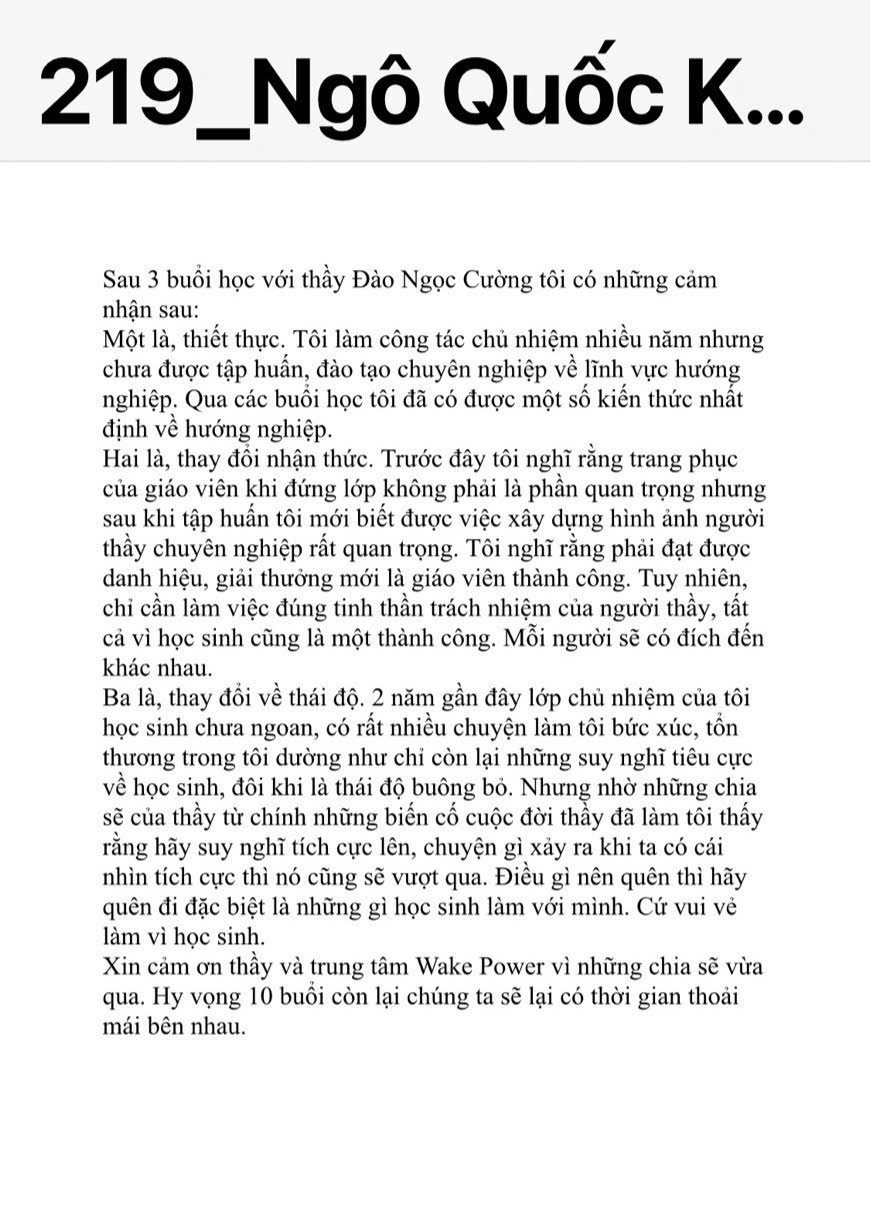 219_Ngô Quốc K...
Sau 3 buổi học với thầy Đào Ngọc Cường tôi có những cảm
nhận sau:
Một là, thiết thực. Tôi làm công tác chủ nhiệm nhiều năm nhưng
chưa được tập huấn, đào tạo chuyên nghiệp về lĩnh vực hướng
nghiệp. Qua các buổi học tôi đã có được một số kiến thức nhất
định về hướng nghiệp.
Hai là, thay đổi nhận thức. Trước đây tôi nghĩ rằng trang phục
của giáo viên khi đứng lớp không phải là phần quan trọng nhưng
sau khi tập huấn tôi mới biết được việc xây dựng hình ảnh người
thầy chuyên nghiệp rất quan trọng. Tôi nghĩ rằng phải đạt được
danh hiệu, giải thưởng mới là giáo viên thành công. Tuy nhiên,
chỉ cần làm việc đúng tinh thần trách nhiệm của người thầy, tất
cả vì học sinh cũng là một thành công. Mỗi người sẽ có đích đến
khác nhau.
Ba là, thay đổi về thái độ. 2 năm gần đây lớp chủ nhiệm của tôi
học sinh chưa ngoan, có rất nhiều chuyện làm tôi bức xúc, tổn
thương trong tôi dường như chỉ còn lại những suy nghĩ tiêu cực
về học sinh, đôi khi là thái độ buông bỏ. Nhưng nhờ những chia
sẽ của thầy từ chính những biến cố cuộc đời thầy đã làm tôi thấy
rằng hãy suy nghĩ tích cực lên, chuyện gì xảy ra khi ta có cái
nhìn tích cực thì nó cũng sẽ vượt qua. Điều gì nên quên thì hãy
quên đi đặc biệt là những gì học sinh làm với mình. Cứ vui vẻ
làm vì học sinh.
Xin cảm ơn thầy và trung tâm Wake Power vì những chia sẽ vừa
qua. Hy vọng 10 buổi còn lại chúng ta sẽ lại có thời gian thoải
mái bên nhau.